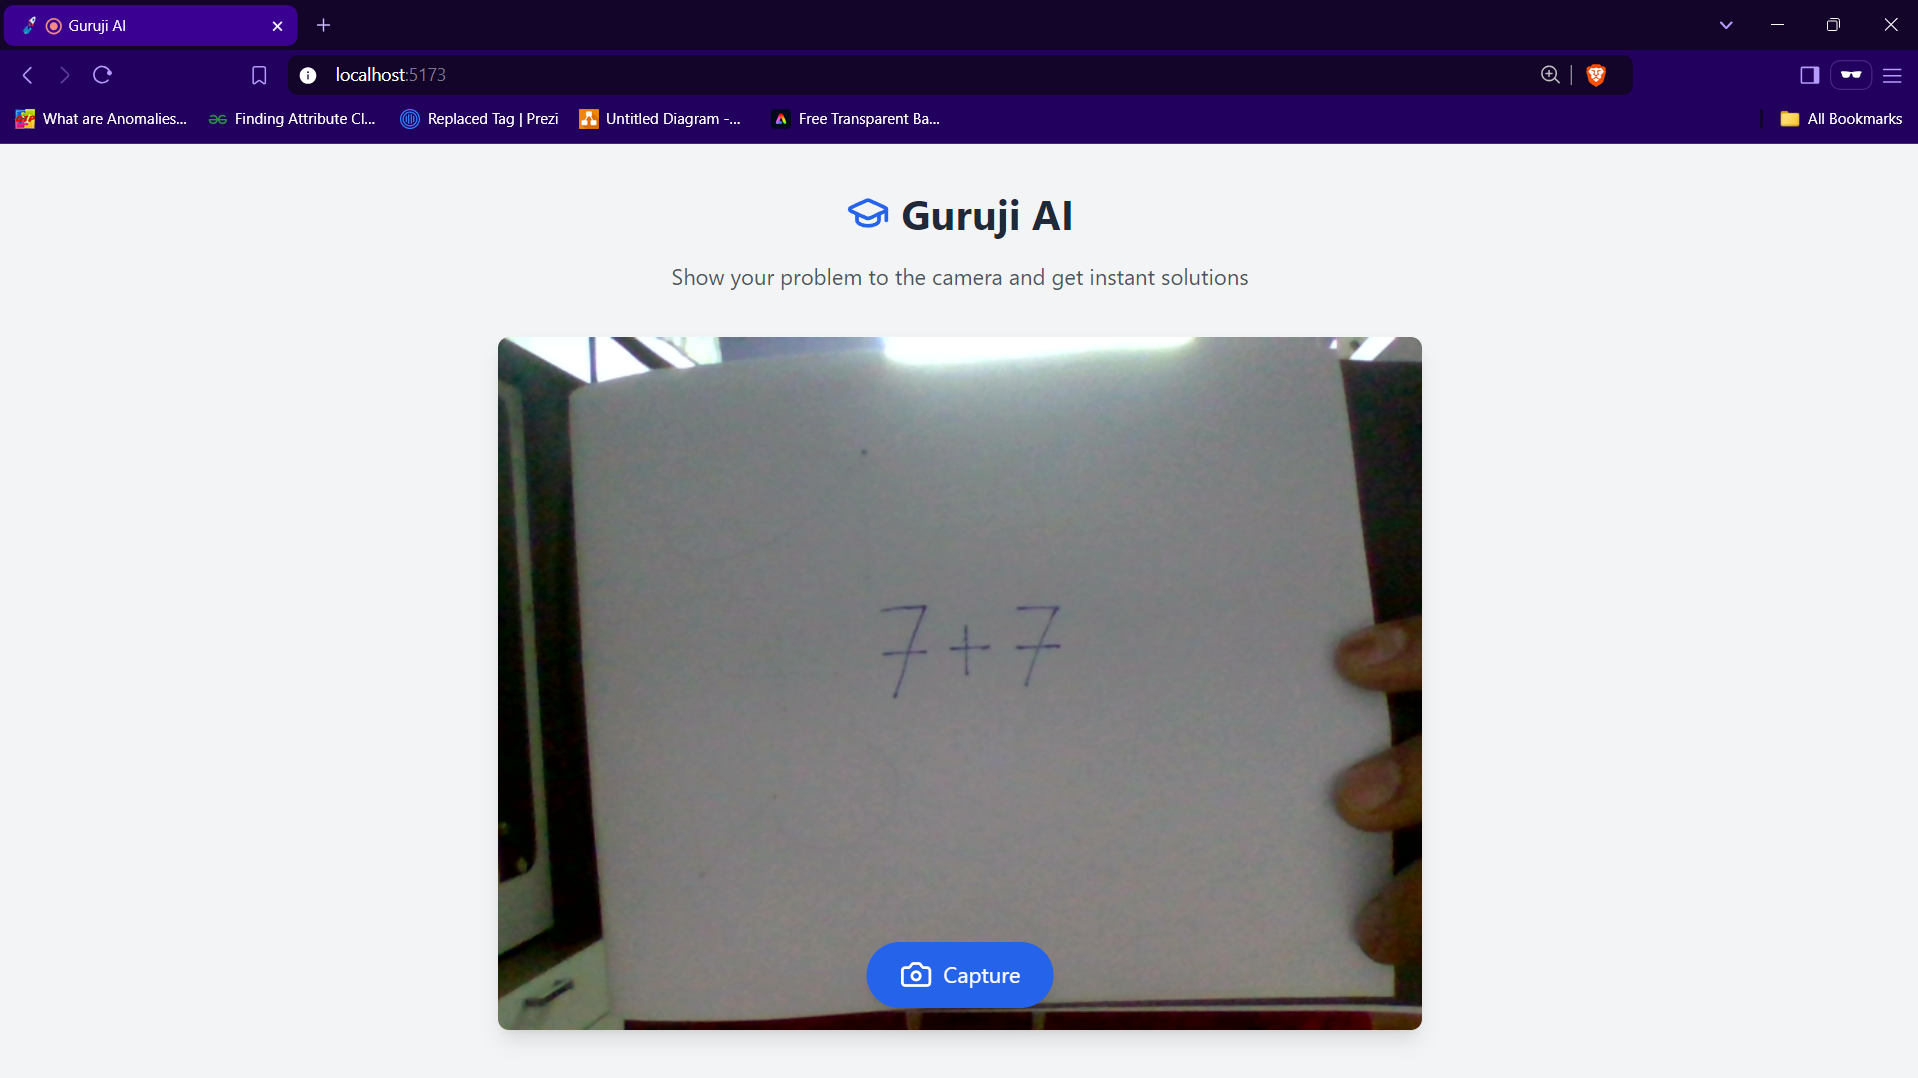 Guruji AI
localhost:5173
What are Anomalies...
Finding Attribute Cl...
Replaced Tag | Prezi
Untitled Diagram -...
Free Transparent Ba...
All Bookmarks
Guruji AI
Show your problem to the camera and get instant solutions
7+7
Capture